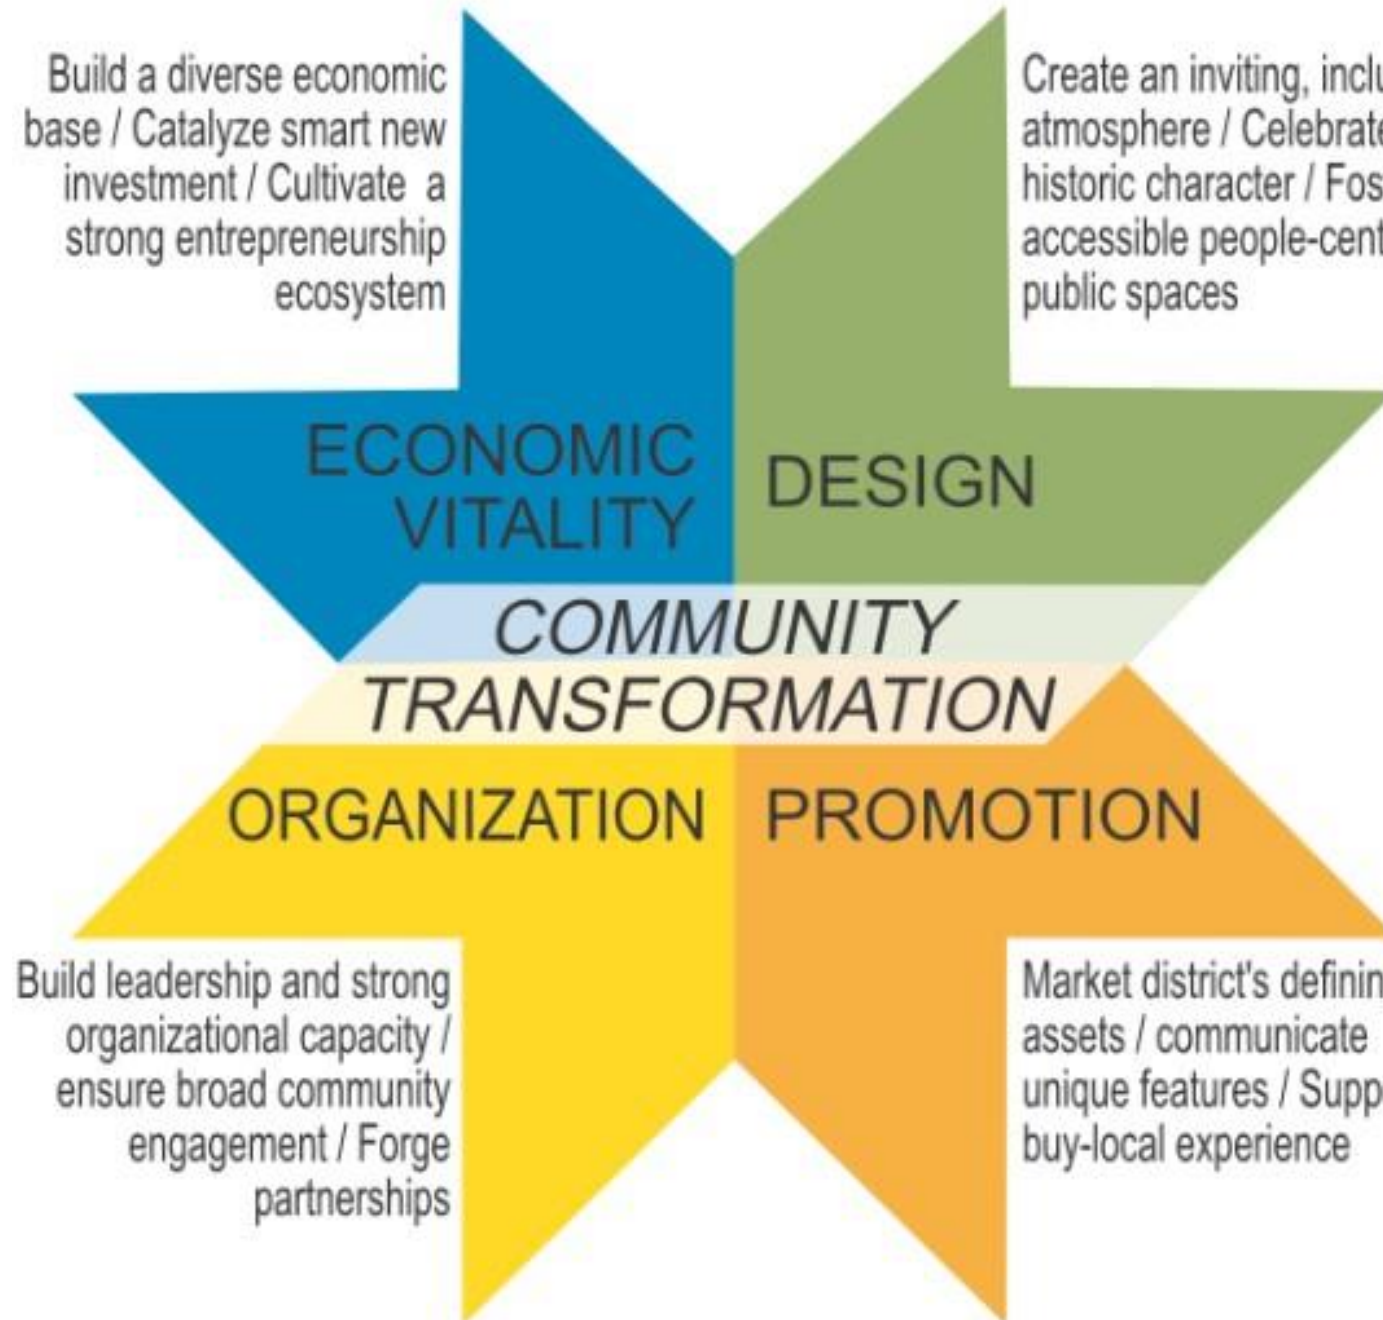 Build a diverse economic
base / Catalyze smart new
investment / Cultivate a
strong entrepreneurship
ecosystem
Create an inviting,
atmosphere /
historic character /
accessible
public spaces
ECONOMIC
VITALITY
DESIGN
COMMUNITY
TRANSFORMATION
ORGANIZATION
PROMOTION
Build leadership and strong
organizational capacity /
ensure broad community
engagement / Forge
partnerships
Market district's
assets / communicate
unique features /
buy-local experience